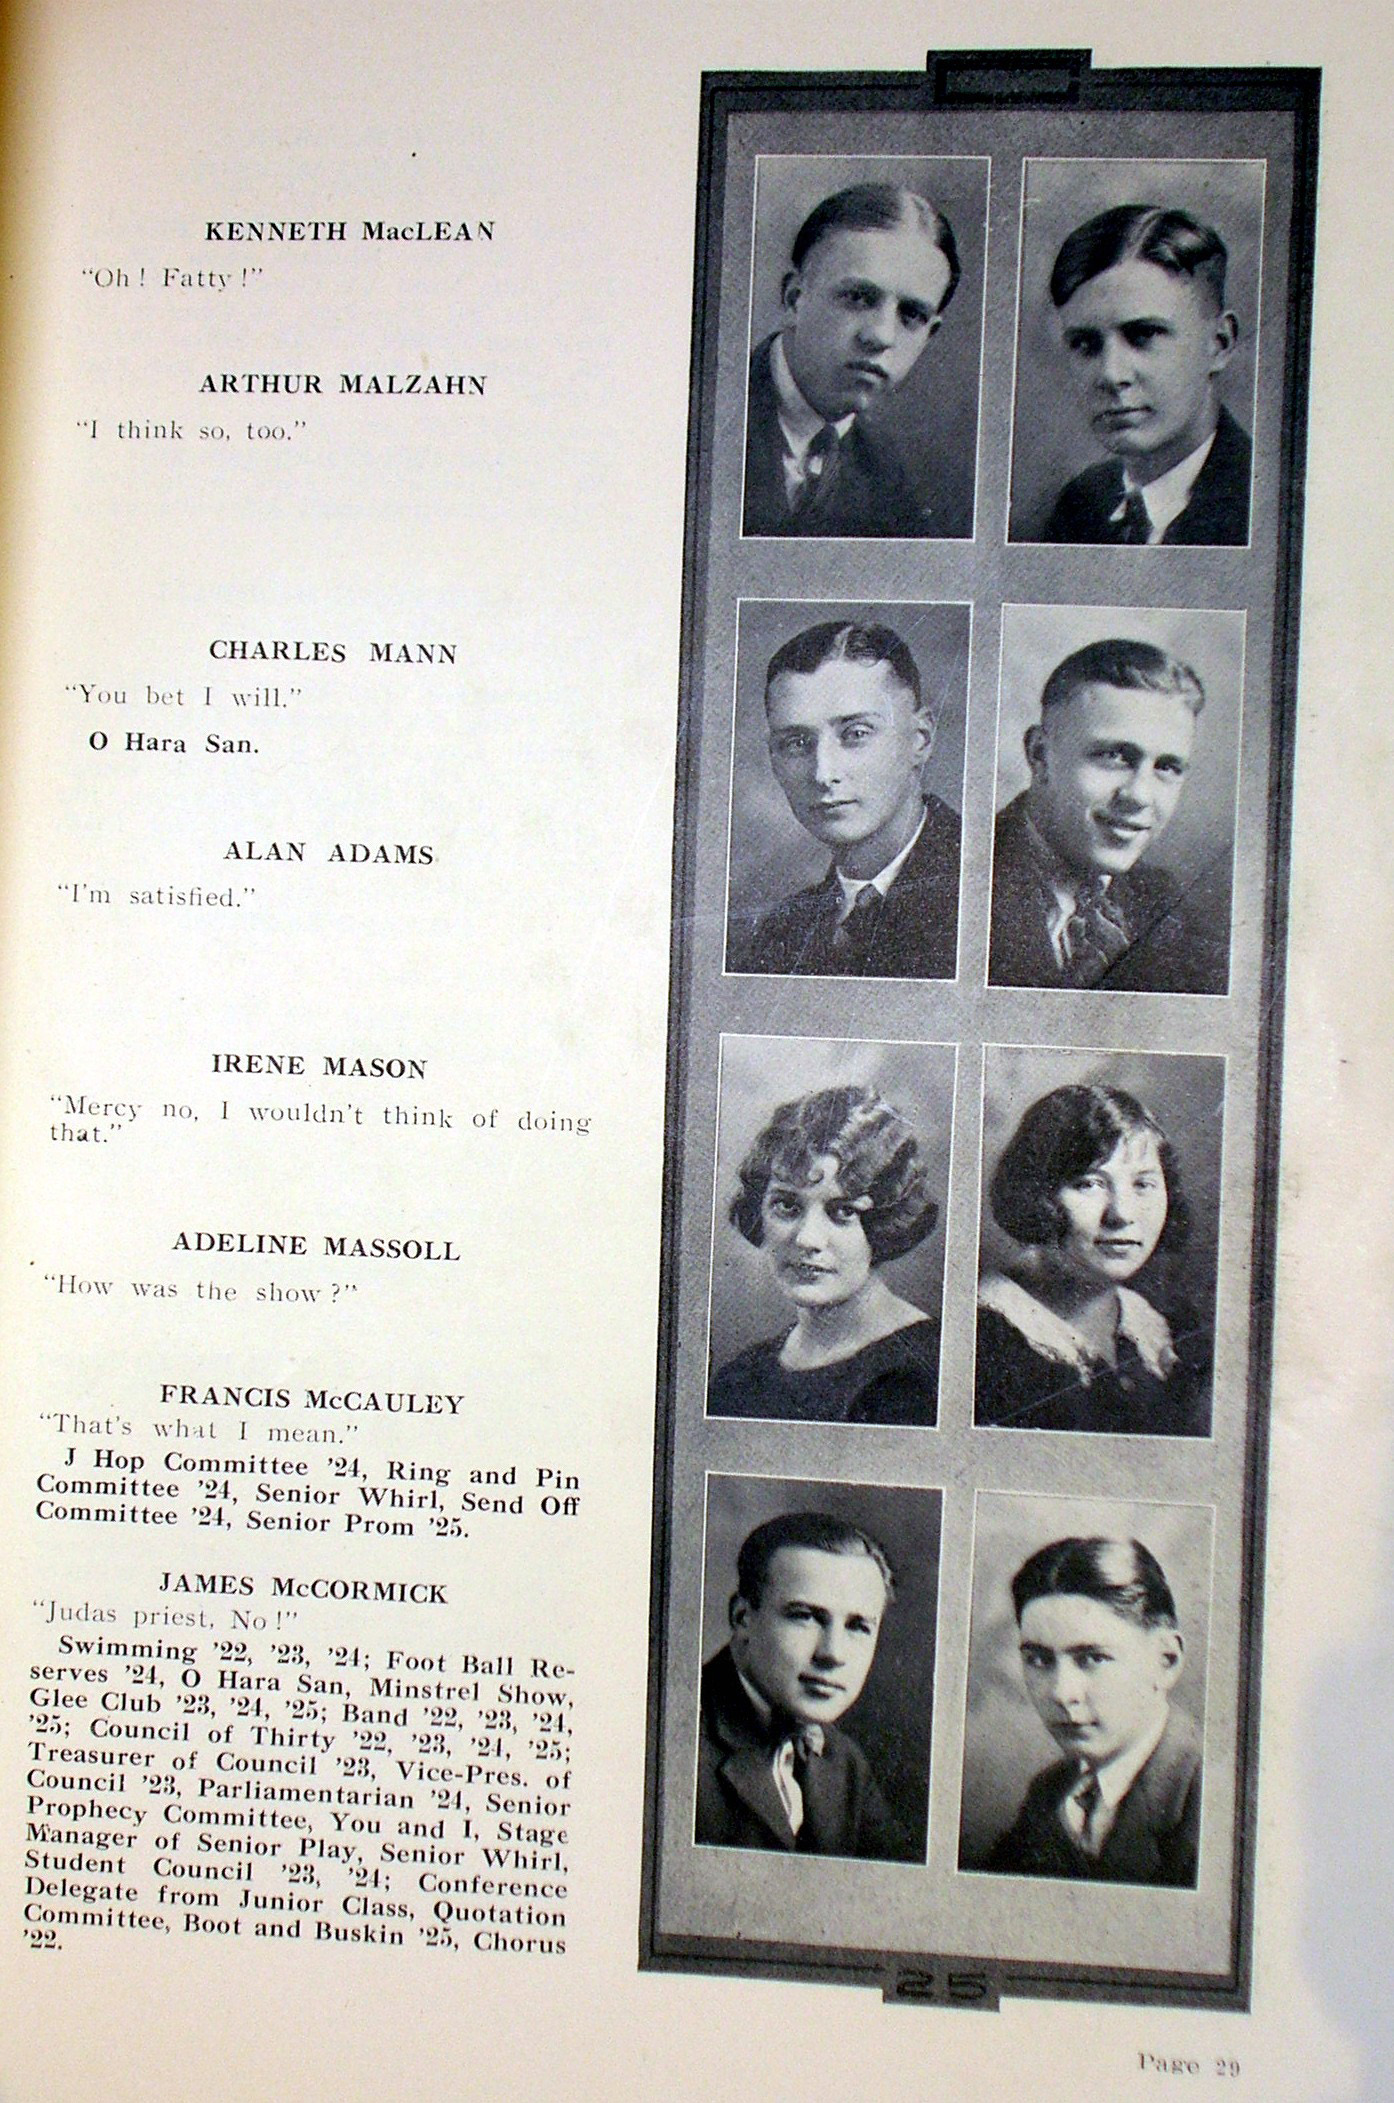 KENNETH MacLEAN
"Oh! Fatty!"
ARTHUR MALZAHN
"I think so, too."
CHARLES MANN
"You bet I will."
O Hara San.
ALAN ADAMS
"I'm satisfied."
IRENE MASON
"Mercy no, I wouldn't think of doing
that."
ADELINE MASSOLL
"How was the show?"
FRANCIS McCAULEY
"That's what I mean."
J Hop Committee '24, Ring and Pin
Committee '24, Senior Whirl, Send Off
Committee '24, Senior Prom '25.
JAMES McCORMICK
"Judas priest, No!"
Swimming '22, '23, '24; Foot Ball Re-
serves '24, O Hara San, Minstrel Show,
Glee Club '23, '24, '25; Band '22, '23, '24,
'25; Council of Thirty '22, '23, '24, '25;
Treasurer of Council '23, Vice-Pres. of
Council '23, Parliamentarian '24, Senior
Prophecy Committee, You and I, Stage
Manager of Senior Play, Senior Whirl,
Student Council '23, '24; Conference
Delegate from Junior Class, Quotation
Committee, Boot and Buskin '25, Chorus
'22.
25
Page 29